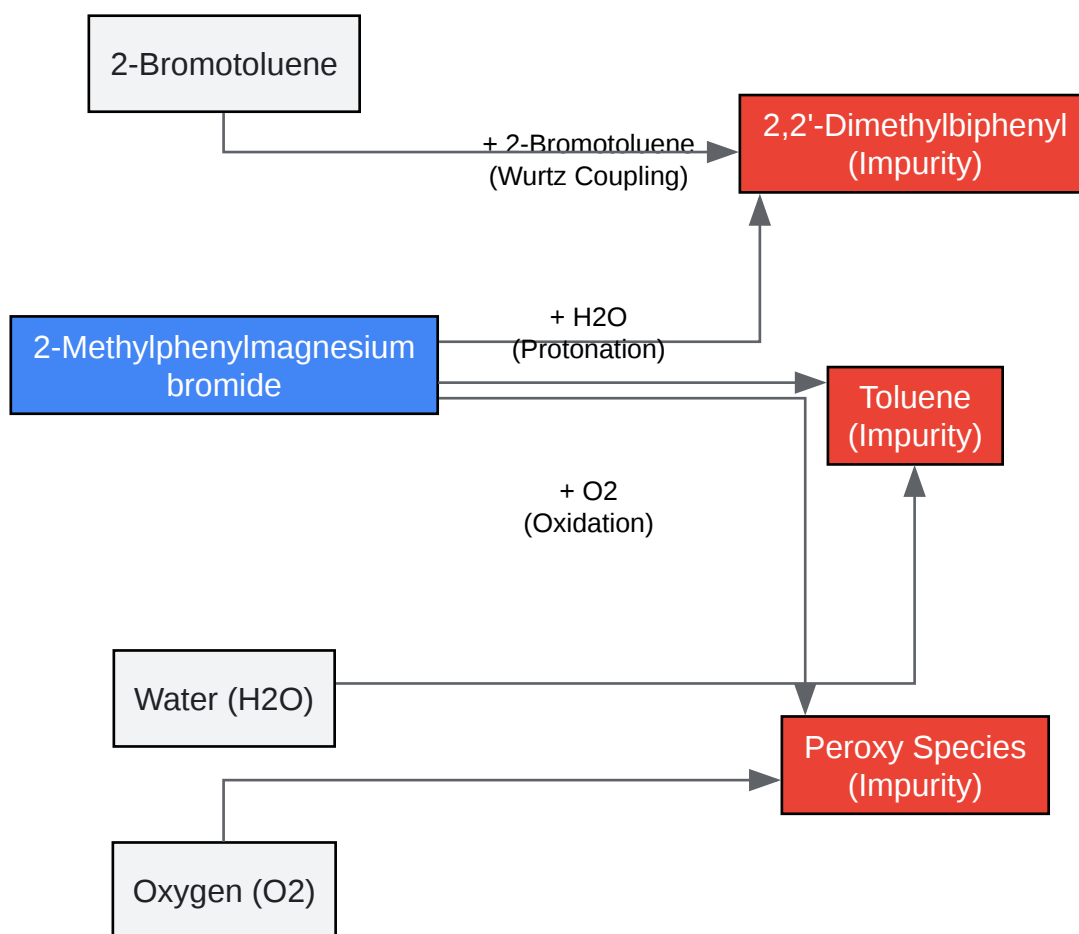 2-Bromotoluene
+ 2-Bromotoluene
(Wurtz Coupling)
2,2'-Dimethylbiphenyl
(Impurity)
2-Methylphenylmagnesium
bromide
+ H2O
(Protonation)
Toluene
(Impurity)
+ O2
(Oxidation)
Water (H2O)
Peroxy Species
(Impurity)
Oxygen (O2)